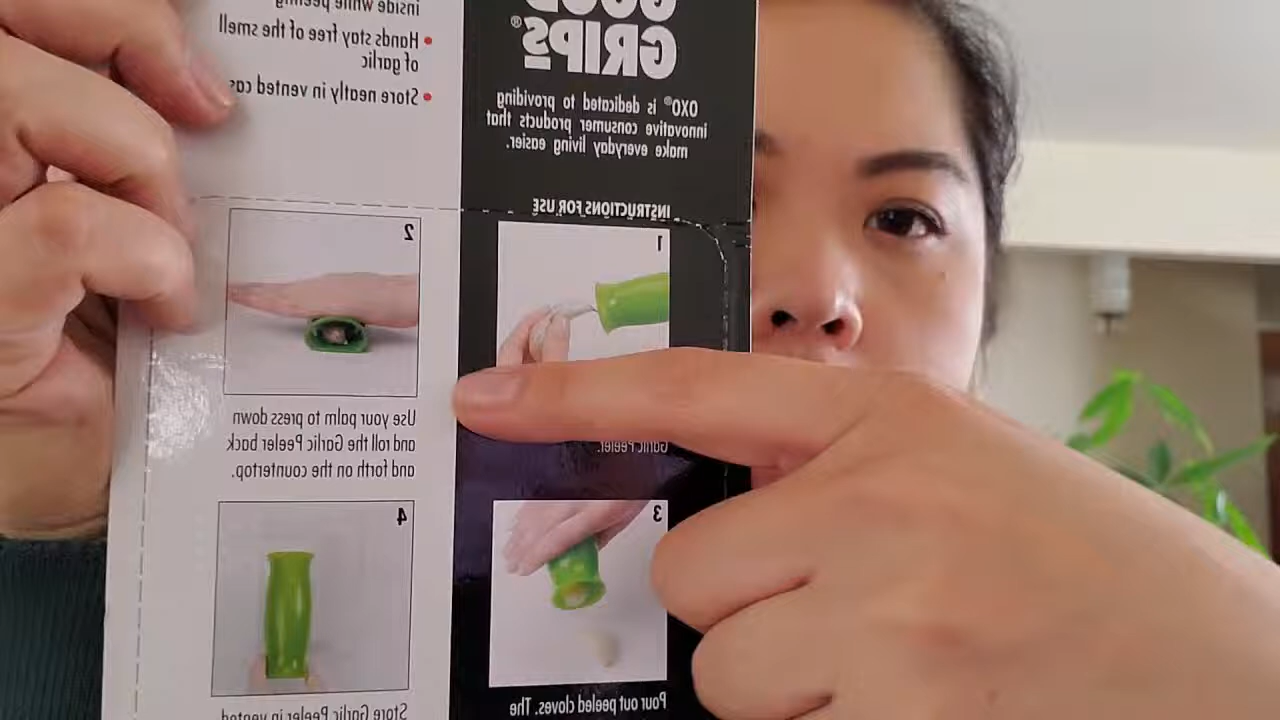 GOOD
GRIPS®
OXO® is dedicated to providing
innovative consumer products that
make everyday living easier.
INSTRUCTIONS FOR USE
1
Garlic Peeler.
3
Pour out peeled cloves. The
inside while peeling
• Hands stay free of the smell
of garlic
• Store neatly in vented
2
Use your palm to press down
and roll the Garlic Peeler back
and forth on the countertop.
4
Store Garlic Peeler in vented